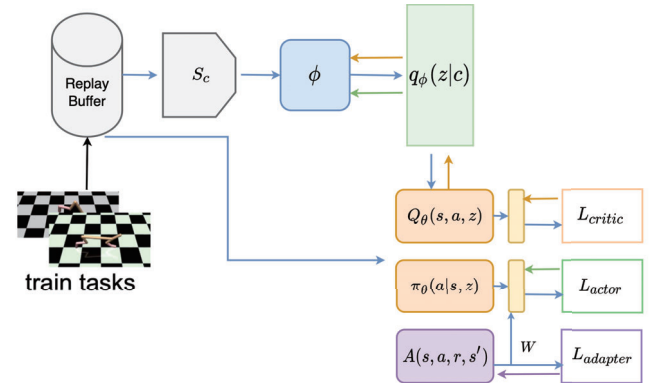 Replay
Buffer
S_c
ϕ
q_ϕ(z|c)
train tasks
Q_θ(s, a, z)
L_critic
π_θ(a|s, z)
L_actor
W
A(s, a, r, s′)
L_adapter